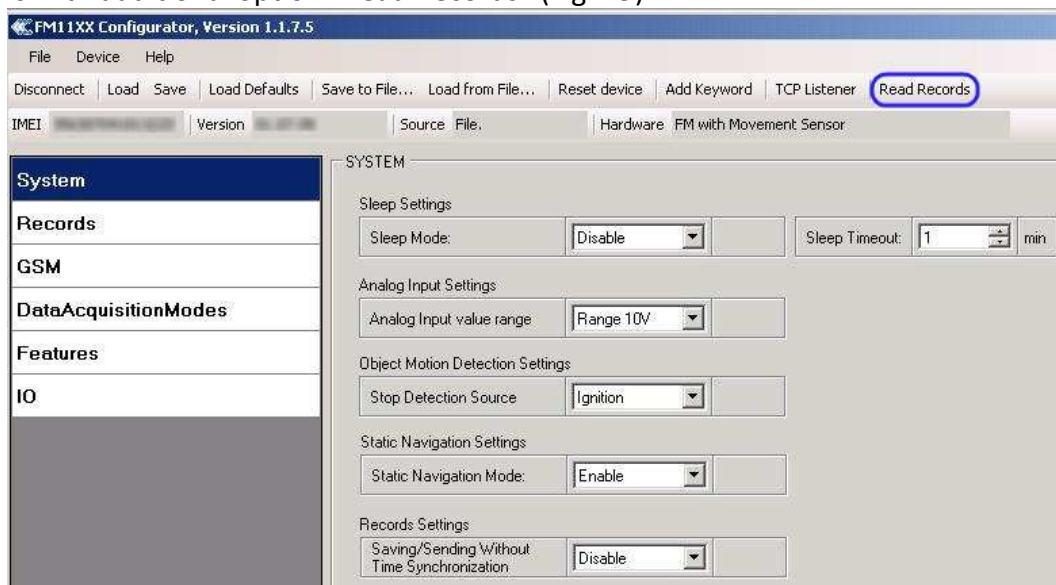 FM11XX Configurator, Version 1.1.7.5
File Device Help
Disconnect Load Save Load Defaults Save to File... Load from File... Reset device Add Keyword TCP Listener Read Records
IMEI Version Source File. Hardware FM with Movement Sensor
System
Records
GSM
DataAcquisitionModes
Features
IO
SYSTEM
Sleep Settings
Sleep Mode: Disable Sleep Timeout: 1 min
Analog Input Settings
Analog Input value range Range 10V
Object Motion Detection Settings
Stop Detection Source Ignition
Static Navigation Settings
Static Navigation Mode: Enable
Records Settings
Saving/Sending Without
Time Synchronization Disable